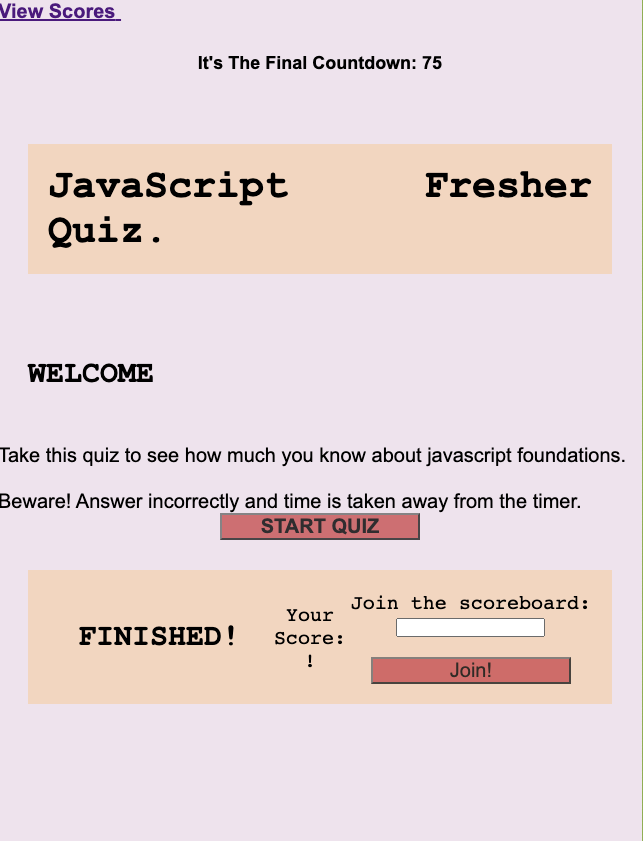 View Scores
It's The Final Countdown: 75
JavaScript Fresher
Quiz.
WELCOME
Take this quiz to see how much you know about javascript foundations.
Beware! Answer incorrectly and time is taken away from the timer.
START QUIZ
FINISHED!
Your
Score:
!
Join the scoreboard:
Join!